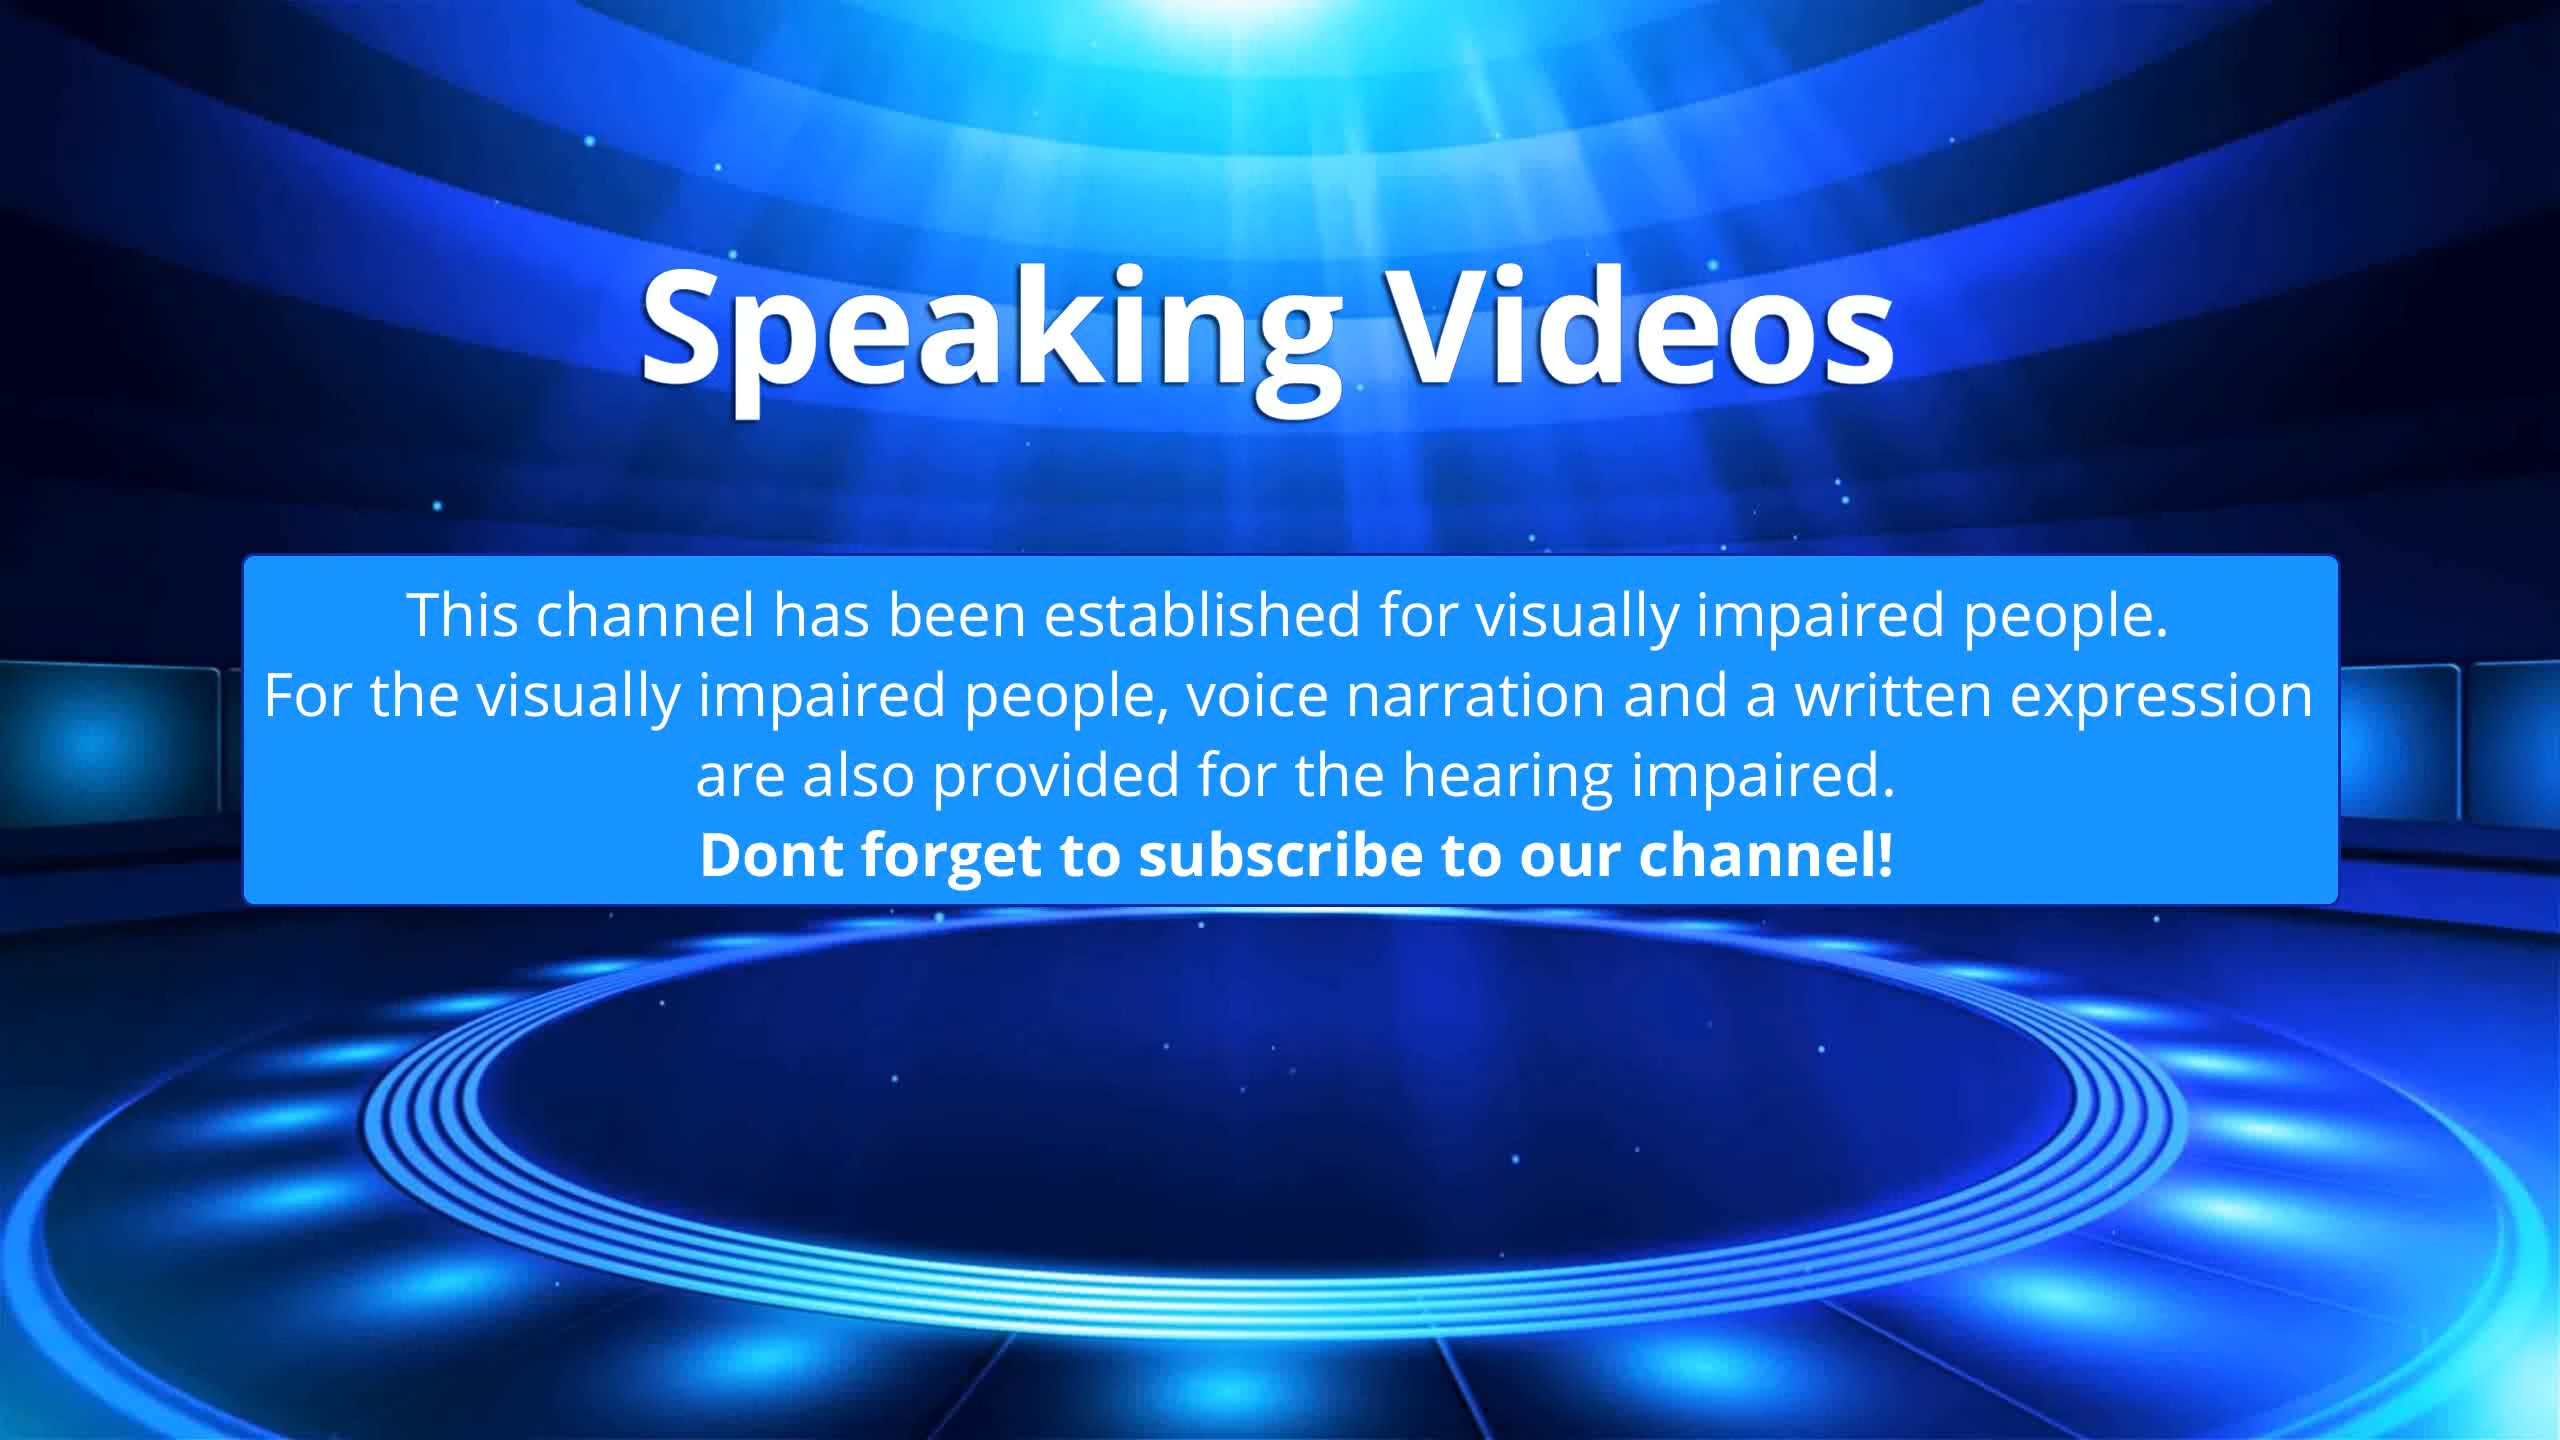 Speaking Videos
This channel has been established for visually impaired people.
For the visually impaired people, voice narration and a written expression
are also provided for the hearing impaired.
Dont forget to subscribe to our channel!